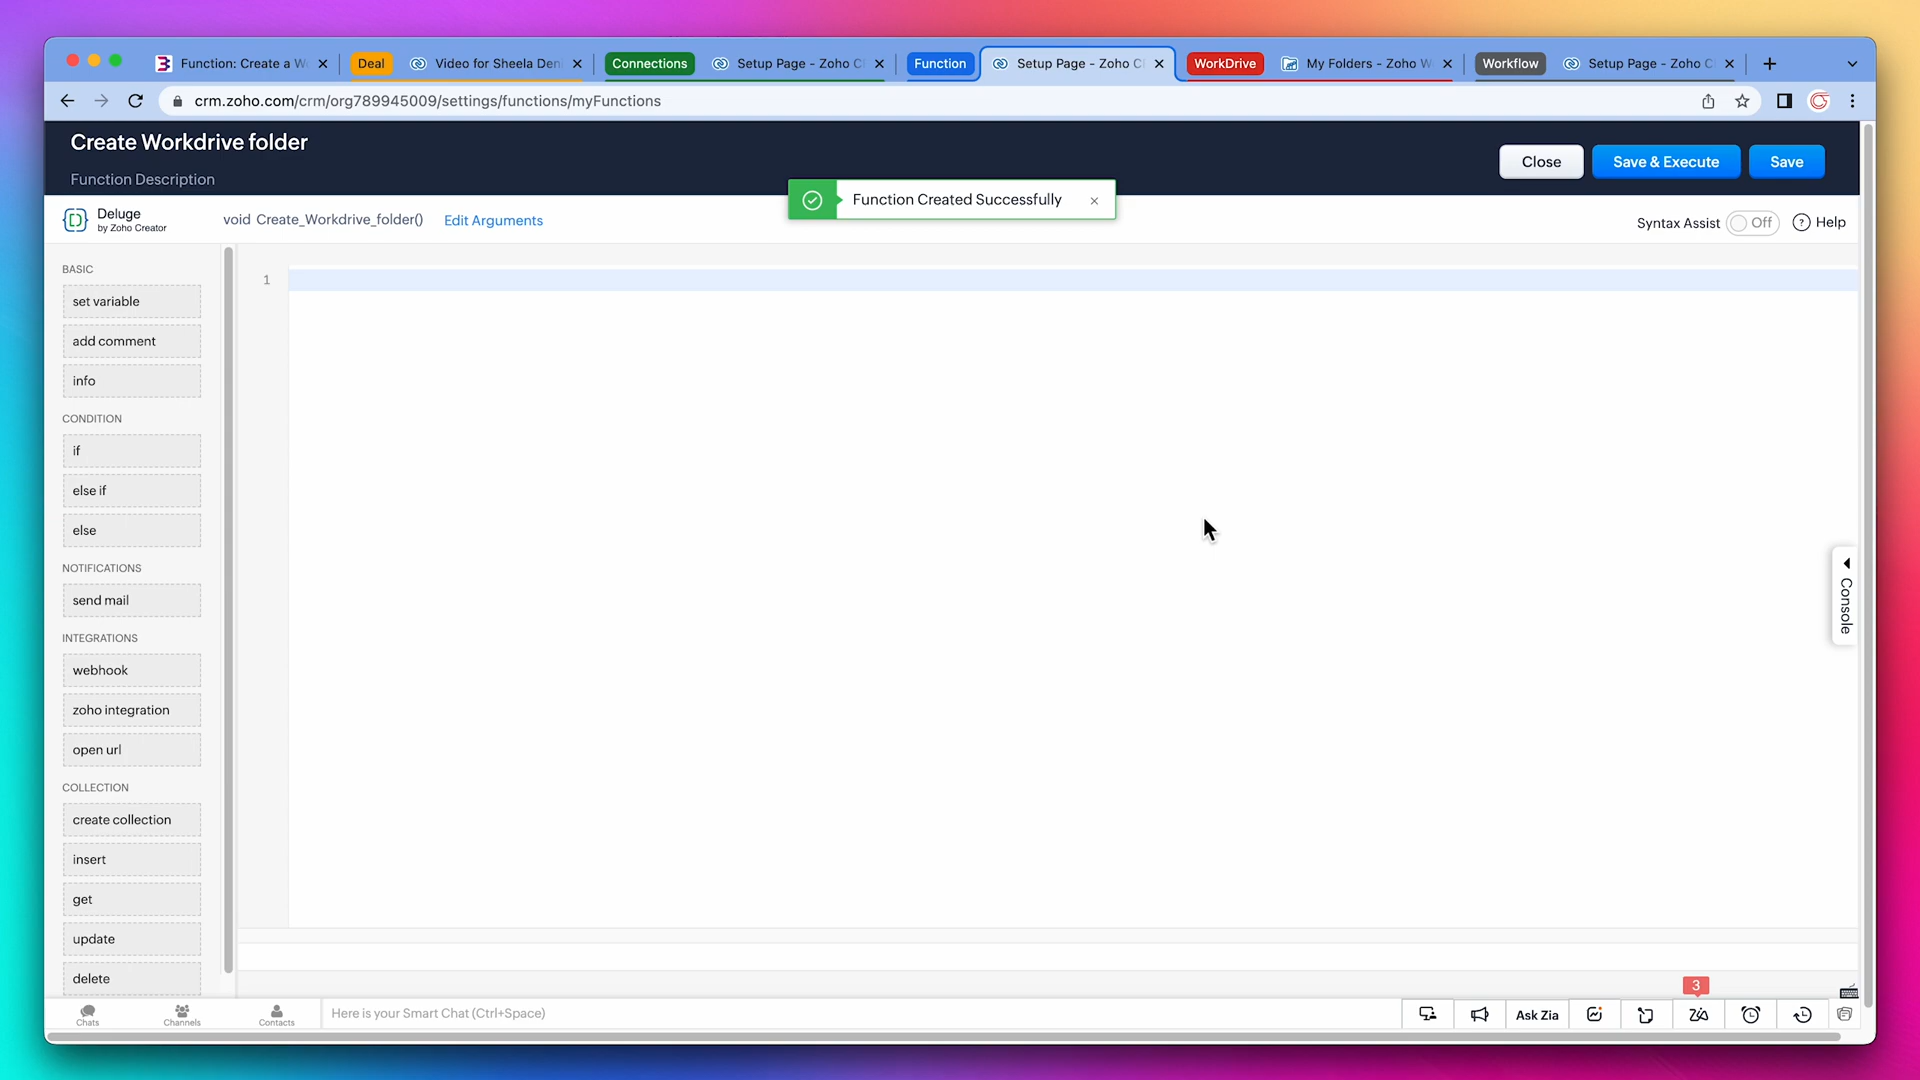 Function: Create a W
Deal
Video for Sheela Den
Connections
Setup Page - Zoho C
Function
Setup Page - Zoho C
WorkDrive
My Folders - Zoho W
Workflow
Setup Page - Zoho C
crm.zoho.com/crm/org789945009/settings/functions/myFunctions
Create Workdrive folder
Function Description
Close
Save & Execute
Save
Function Created Successfully
Deluge
by Zoho Creator
void Create_Workdrive_folder()
Edit Arguments
Syntax Assist
Off
Help
BASIC
set variable
add comment
info
CONDITION
if
else if
else
NOTIFICATIONS
send mail
INTEGRATIONS
webhook
zoho integration
open url
COLLECTION
create collection
insert
get
update
delete
1
Console
3
Chats
Channels
Contacts
Here is your Smart Chat (Ctrl+Space)
Ask Zia